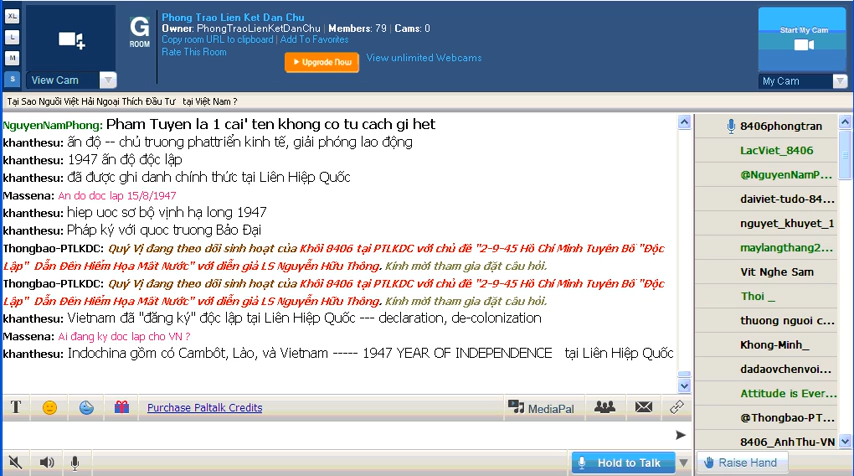 XL
L
M
S
View Cam
G
ROOM
Phong Trao Lien Ket Dan Chu
Owner: PhongTraoLienKetDanChu | Members: 79 | Cams: 0
Copy room URL to clipboard | Add To Favorites
Rate This Room
Upgrade Now
View unlimited Webcams
Start My Cam
My Cam
Tại Sao Người Việt Hải Ngoại Thích Đầu Tư tại Việt Nam ?
NguyenNamPhong: Pham Tuyen la 1 cai' ten khong co tu cach gi het
khanthesu: ấn độ -- chủ truong phattriển kinh tế, giải phóng lao động
khanthesu: 1947 ấn độ độc lập
khanthesu: đã được ghi danh chính thức tại Liên Hiệp Quốc
Massena: An do doc lap 15/8/1947
khanthesu: hiep uoc sơ bộ vịnh hạ long 1947
khanthesu: Pháp ký với quoc truong Bảo Đại
Thongbao-PTLKDC: Quý Vị đang theo dõi sinh hoạt của Khối 8406 tại PTLKDC với chủ đề "2-9-45 Hồ Chí Minh Tuyên Bố "Độc
Lập" Dẫn Đến Hiểm Họa Mất Nước" với diễn giả LS Nguyễn Hữu Thông. Kính mời tham gia đặt câu hỏi.
Thongbao-PTLKDC: Quý Vị đang theo dõi sinh hoạt của Khối 8406 tại PTLKDC với chủ đề "2-9-45 Hồ Chí Minh Tuyên Bố "Độc
Lập" Dẫn Đến Hiểm Họa Mất Nước" với diễn giả LS Nguyễn Hữu Thông. Kính mời tham gia đặt câu hỏi.
khanthesu: Vietnam đã "đăng ký" độc lập tại Liên Hiệp Quốc --- declaration, de-colonization
Massena: Ai đang ky doc lap cho VN ?
khanthesu: Indochina gồm có Cambốt, Lào, và Vietnam ----- 1947 YEAR OF INDEPENDENCE tại Liên Hiệp Quốc
8406phongtran
LacViet_8406
@NguyenNamP...
daiviet-tudo-84...
nguyet_khuyet_1
maylangthang2...
Vit Nghe Sam
Thoi _
thuong nguoi c...
Khong-Minh_
dadaovchenvoi...
Attitude is Ever...
@Thongbao-PT...
8406_AnhThu-VN
T
Purchase Paltalk Credits
MediaPal
Hold to Talk
Raise Hand